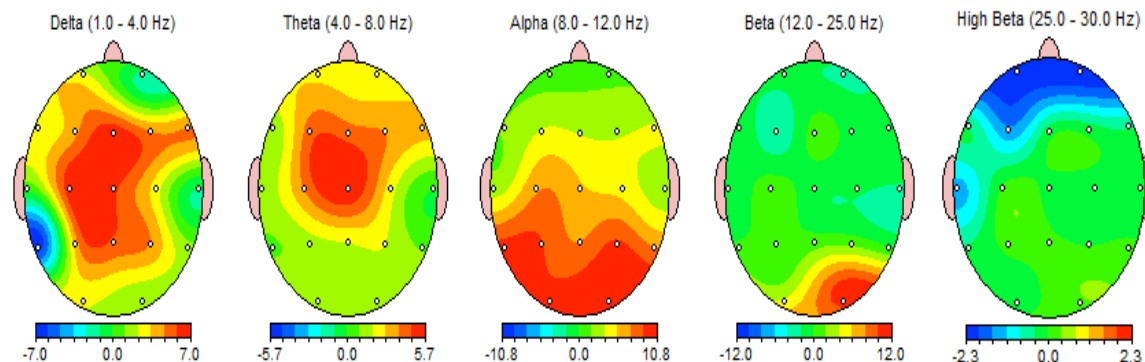 Delta (1.0 - 4.0 Hz)
Theta (4.0 - 8.0 Hz)
Alpha (8.0 - 12.0 Hz)
Beta (12.0 - 25.0 Hz)
High Beta (25.0 - 30.0 Hz)
-7.0 0.0 7.0
-5.7 0.0 5.7
-10.8 0.0 10.8
-12.0 0.0 12.0
-2.3 0.0 2.3